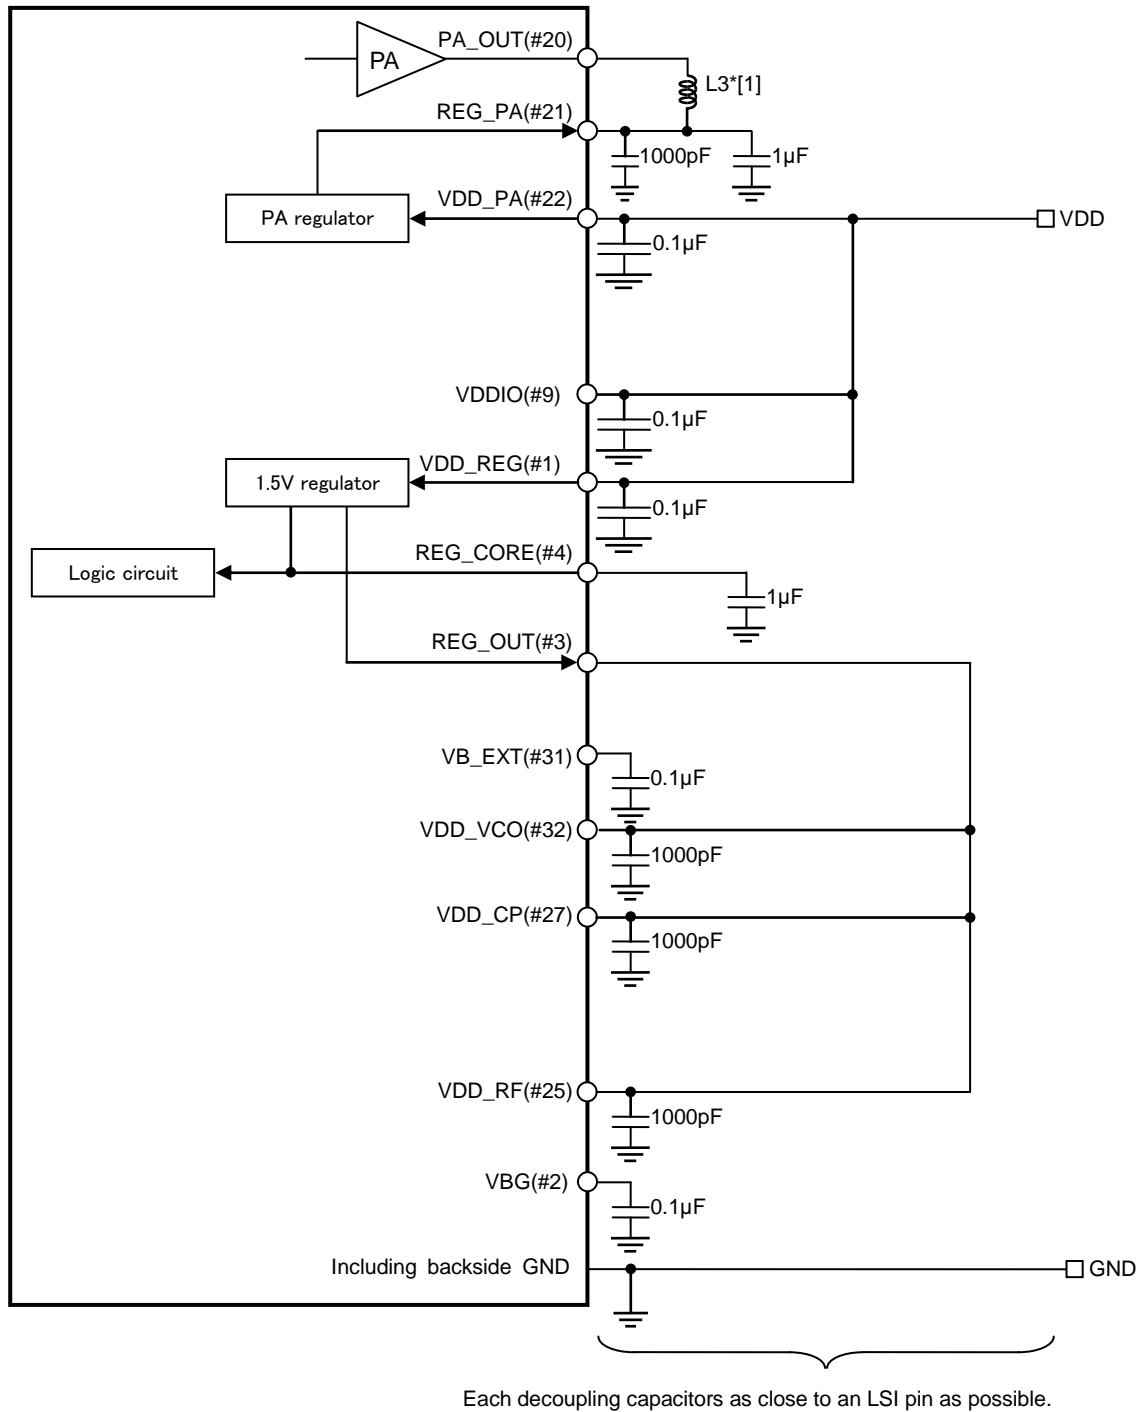 PA_OUT(#20)
PA
L3*[1]
REG_PA(#21)
1000pF
1µF
VDD_PA(#22)
PA regulator
VDD
0.1µF
VDDIO(#9)
0.1µF
VDD_REG(#1)
1.5V regulator
0.1µF
REG_CORE(#4)
Logic circuit
1µF
REG_OUT(#3)
VB_EXT(#31)
0.1µF
VDD_VCO(#32)
1000pF
VDD_CP(#27)
1000pF
VDD_RF(#25)
1000pF
VBG(#2)
0.1µF
Including backside GND
GND
Each decoupling capacitors as close to an LSI pin as possible.